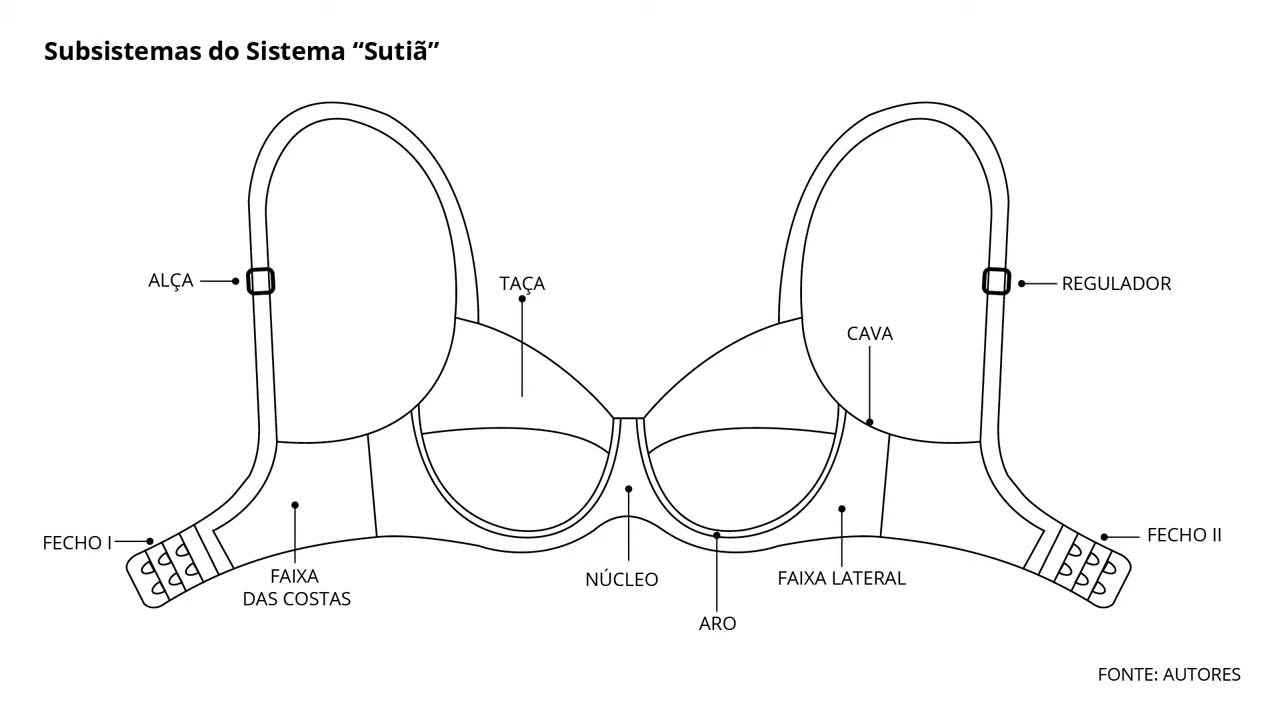 Subsistemas do Sistema “Sutiã”
ALÇA
TAÇA
REGULADOR
CAVA
FECHO I
FECHO II
FAIXA
DAS COSTAS
NÚCLEO
FAIXA LATERAL
ARO
FONTE: AUTORES